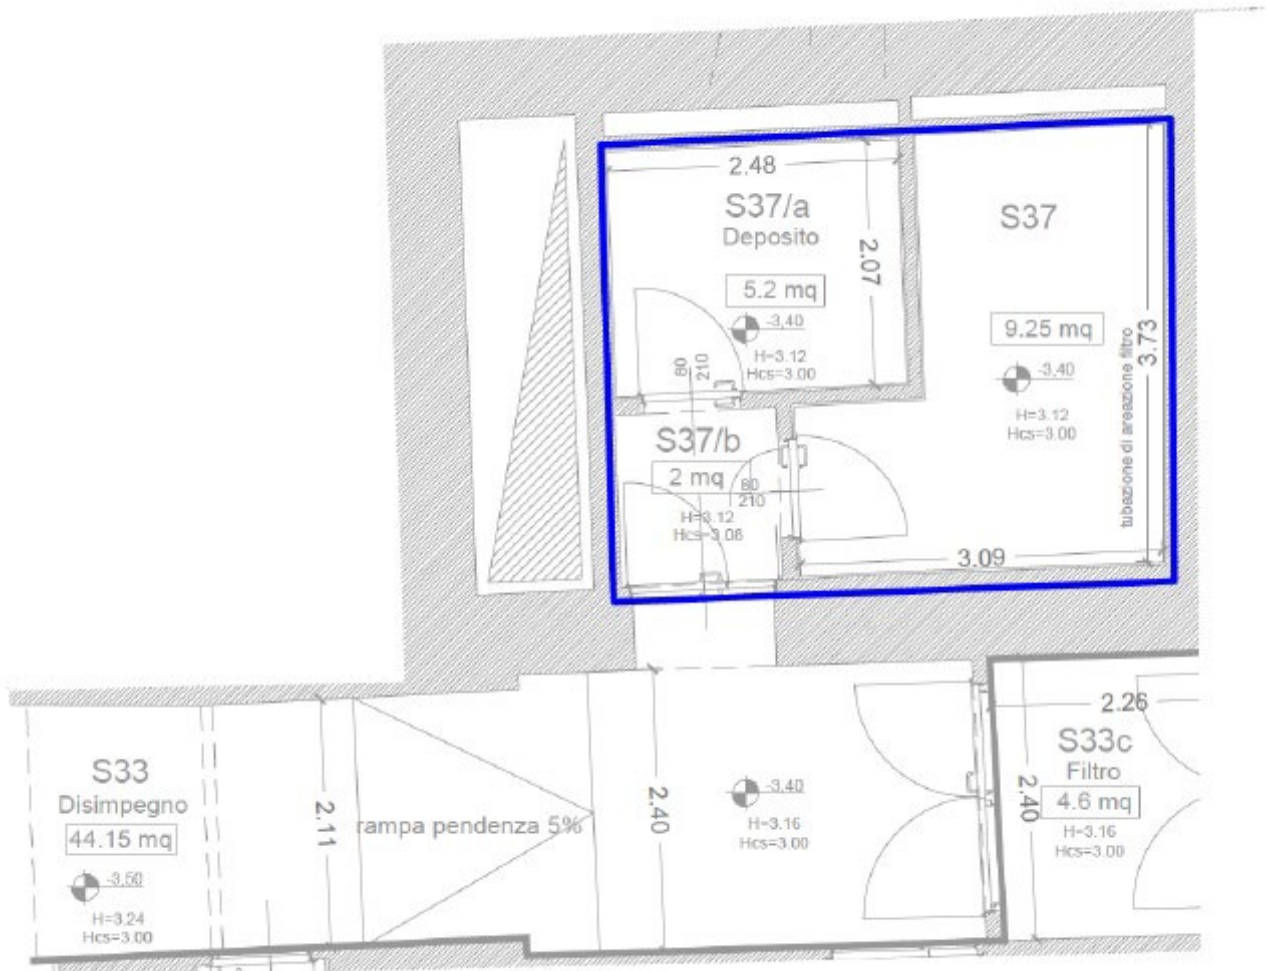 2.48
S37/a
Deposito
5.2 mq
-3,40
H=3.12
Hcs=3.00
2.07
80
210
S37
9.25 mq
-3,40
H=3.12
Hcs=3.00
tubazione di areazione filtro
3.73
S37/b
2 mq
H=3.12
Hcs=3.06
80
210
3.09
S33
Disimpegno
44.15 mq
-3,50
H=3.24
Hcs=3.00
2.11
rampa pendenza 5%
2.40
-3,40
H=3.16
Hcs=3.00
2.26
S33c
Filtro
4.6 mq
H=3.16
Hcs=3.00
2.40